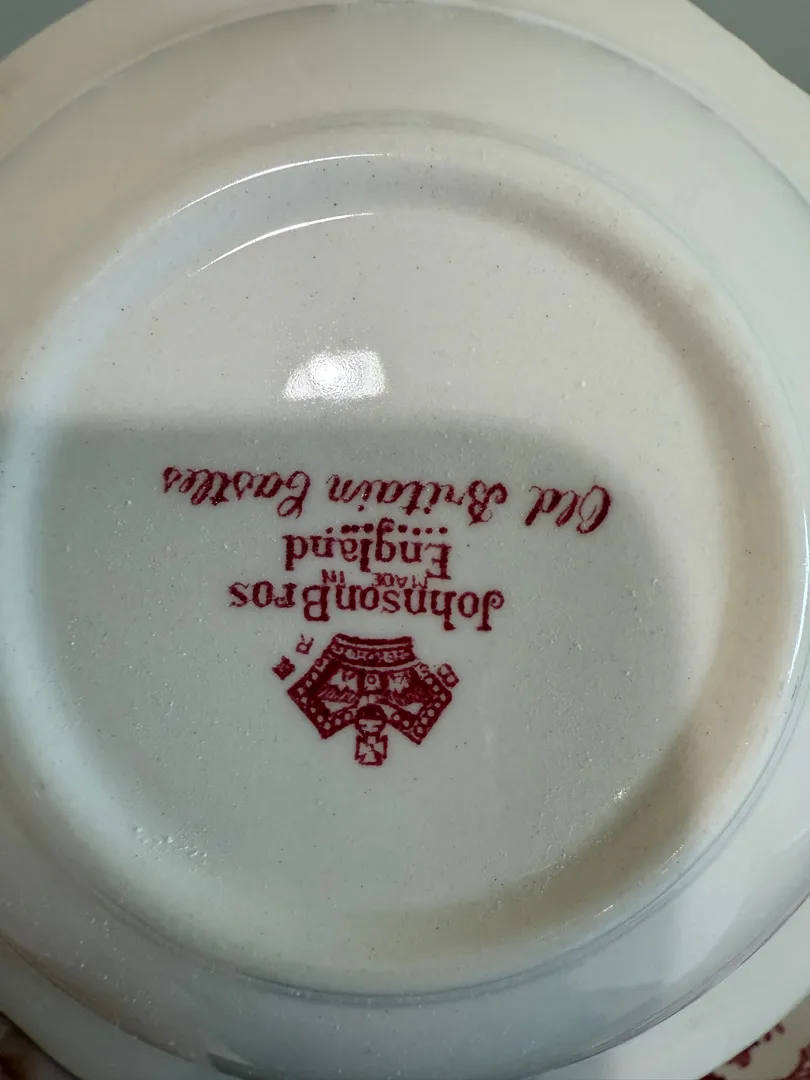 JohnsonBros
MADE IN
England
Old Britain Castles